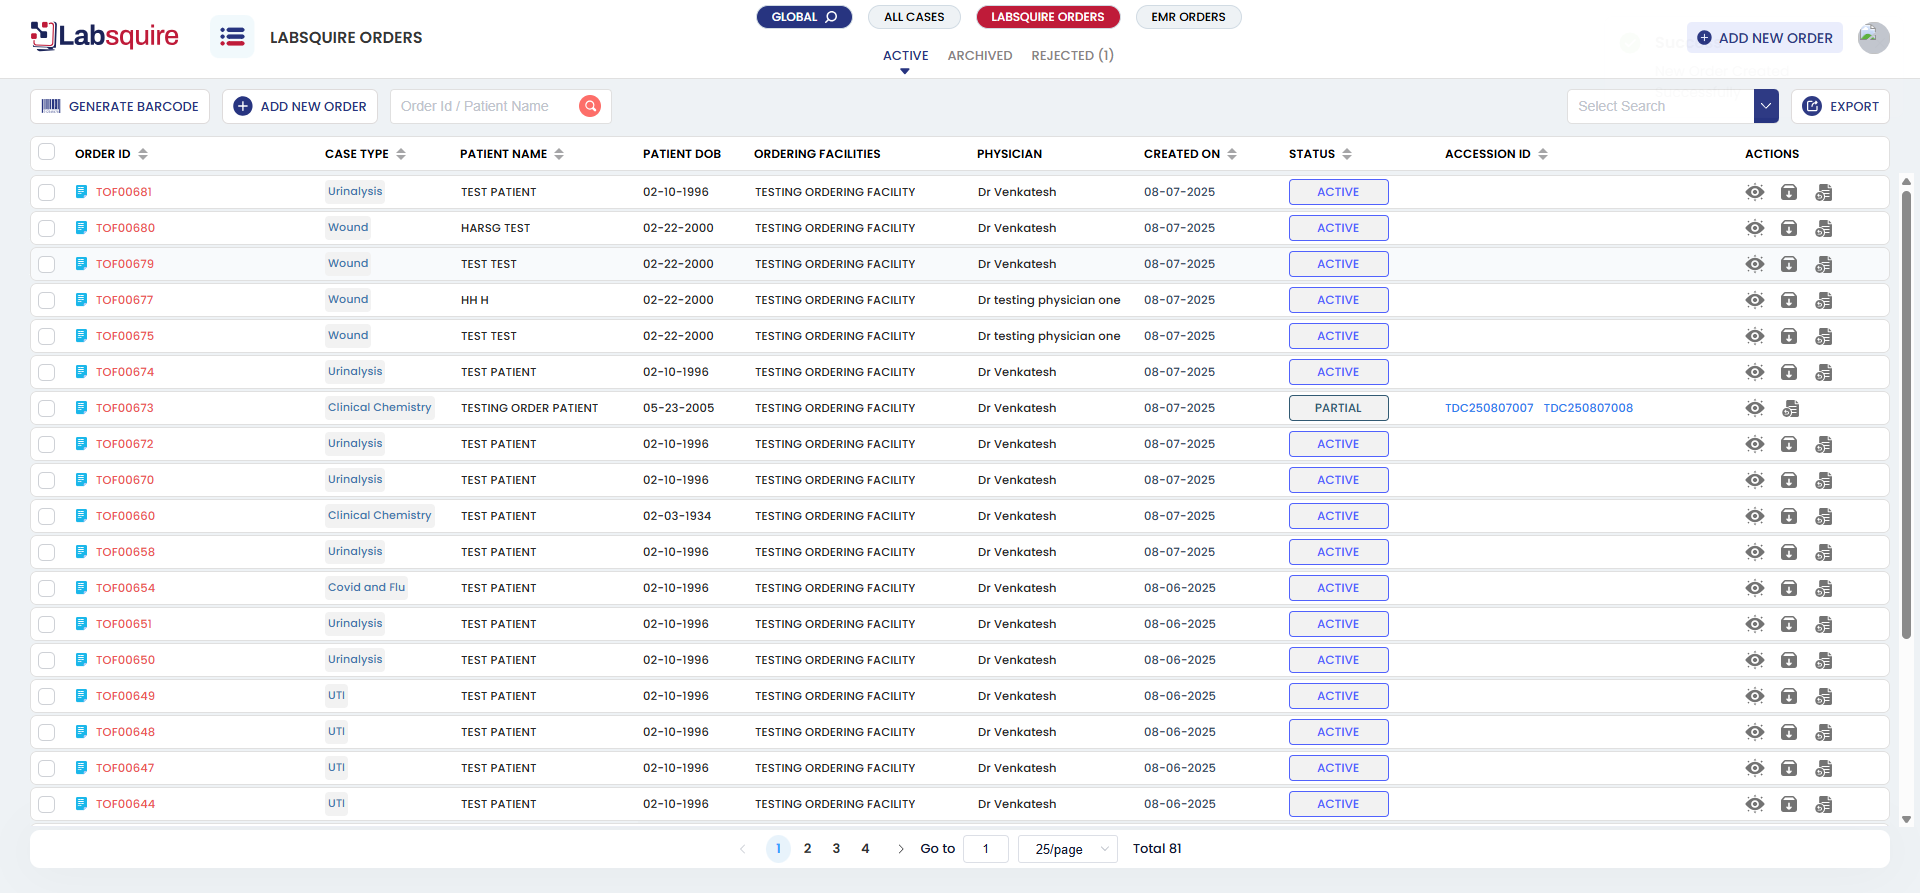 Labsquire
LABSQUIRE ORDERS
GLOBAL
ALL CASES
LABSQUIRE ORDERS
EMR ORDERS
ACTIVE
ARCHIVED
REJECTED (1)
ADD NEW ORDER
GENERATE BARCODE
ADD NEW ORDER
Order Id / Patient Name
Select Search
EXPORT
ORDER ID CASE TYPE PATIENT NAME PATIENT DOB ORDERING FACILITIES PHYSICIAN CREATED ON STATUS ACCESSION ID ACTIONS
TOF00681 Urinalysis TEST PATIENT 02-10-1996 TESTING ORDERING FACILITY Dr Venkatesh 08-07-2025 ACTIVE
TOF00680 Wound HARSG TEST 02-22-2000 TESTING ORDERING FACILITY Dr Venkatesh 08-07-2025 ACTIVE
TOF00679 Wound TEST TEST 02-22-2000 TESTING ORDERING FACILITY Dr Venkatesh 08-07-2025 ACTIVE
TOF00677 Wound HH H 02-22-2000 TESTING ORDERING FACILITY Dr testing physician one 08-07-2025 ACTIVE
TOF00675 Wound TEST TEST 02-22-2000 TESTING ORDERING FACILITY Dr testing physician one 08-07-2025 ACTIVE
TOF00674 Urinalysis TEST PATIENT 02-10-1996 TESTING ORDERING FACILITY Dr Venkatesh 08-07-2025 ACTIVE
TOF00673 Clinical Chemistry TESTING ORDER PATIENT 05-23-2005 TESTING ORDERING FACILITY Dr Venkatesh 08-07-2025 PARTIAL TDC250807007 TDC250807008
TOF00672 Urinalysis TEST PATIENT 02-10-1996 TESTING ORDERING FACILITY Dr Venkatesh 08-07-2025 ACTIVE
TOF00670 Urinalysis TEST PATIENT 02-10-1996 TESTING ORDERING FACILITY Dr Venkatesh 08-07-2025 ACTIVE
TOF00660 Clinical Chemistry TEST PATIENT 02-03-1934 TESTING ORDERING FACILITY Dr Venkatesh 08-07-2025 ACTIVE
TOF00658 Urinalysis TEST PATIENT 02-10-1996 TESTING ORDERING FACILITY Dr Venkatesh 08-07-2025 ACTIVE
TOF00654 Covid and Flu TEST PATIENT 02-10-1996 TESTING ORDERING FACILITY Dr Venkatesh 08-06-2025 ACTIVE
TOF00651 Urinalysis TEST PATIENT 02-10-1996 TESTING ORDERING FACILITY Dr Venkatesh 08-06-2025 ACTIVE
TOF00650 Urinalysis TEST PATIENT 02-10-1996 TESTING ORDERING FACILITY Dr Venkatesh 08-06-2025 ACTIVE
TOF00649 UTI TEST PATIENT 02-10-1996 TESTING ORDERING FACILITY Dr Venkatesh 08-06-2025 ACTIVE
TOF00648 UTI TEST PATIENT 02-10-1996 TESTING ORDERING FACILITY Dr Venkatesh 08-06-2025 ACTIVE
TOF00647 UTI TEST PATIENT 02-10-1996 TESTING ORDERING FACILITY Dr Venkatesh 08-06-2025 ACTIVE
TOF00644 UTI TEST PATIENT 02-10-1996 TESTING ORDERING FACILITY Dr Venkatesh 08-06-2025 ACTIVE
1 2 3 4 Go to 1 25/page Total 81